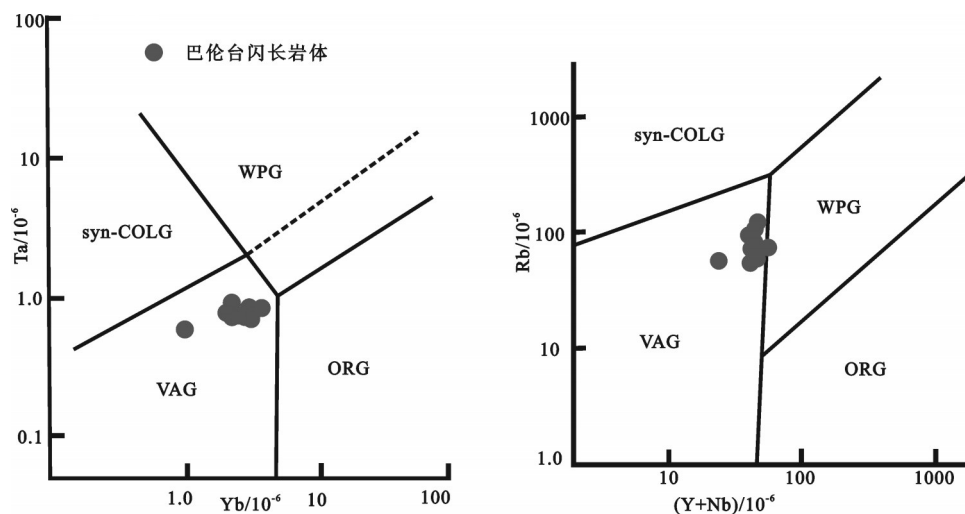 100
巴伦台闪长岩体
10
WPG
syn-COLG
Ta/10⁻⁶
1.0
VAG
ORG
0.1
1.0
10
100
Yb/10⁻⁶
1000
syn-COLG
WPG
100
Rb/10⁻⁶
VAG
10
ORG
1.0
10
100
1000
(Y+Nb)/10⁻⁶